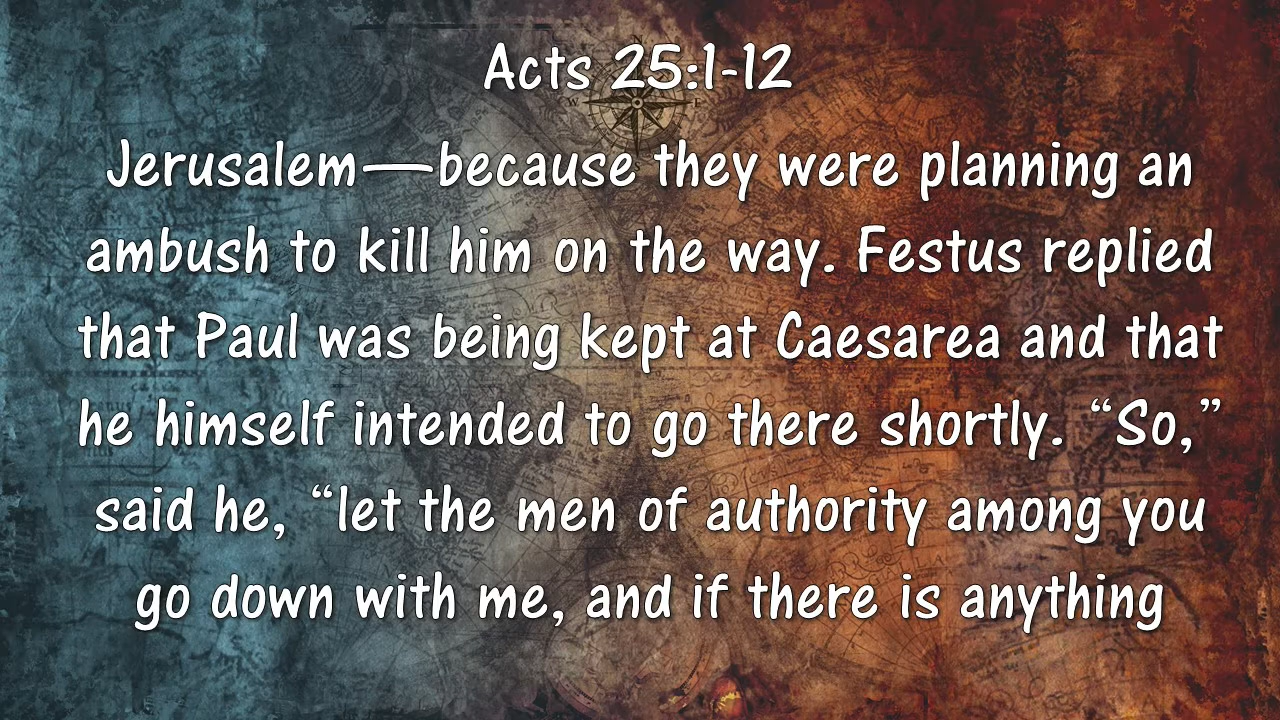 Acts 25:1-12
Jerusalem—because they were planning an
ambush to kill him on the way. Festus replied
that Paul was being kept at Caesarea and that
he himself intended to go there shortly. “So,”
said he, “let the men of authority among you
go down with me, and if there is anything